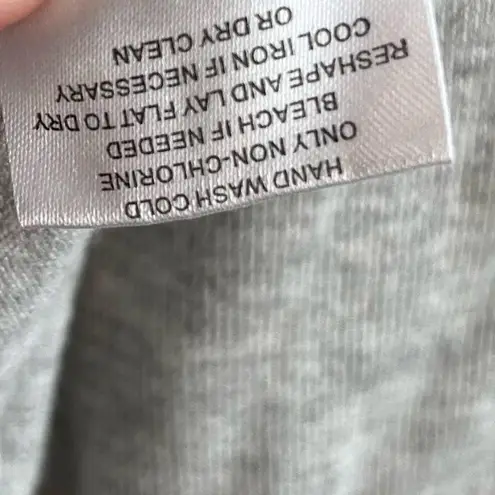 HAND WASH COLD
ONLY NON-CHLORINE
BLEACH IF NEEDED
RESHAPE AND LAY FLAT TO DRY
COOL IRON IF NECESSARY
OR DRY CLEAN